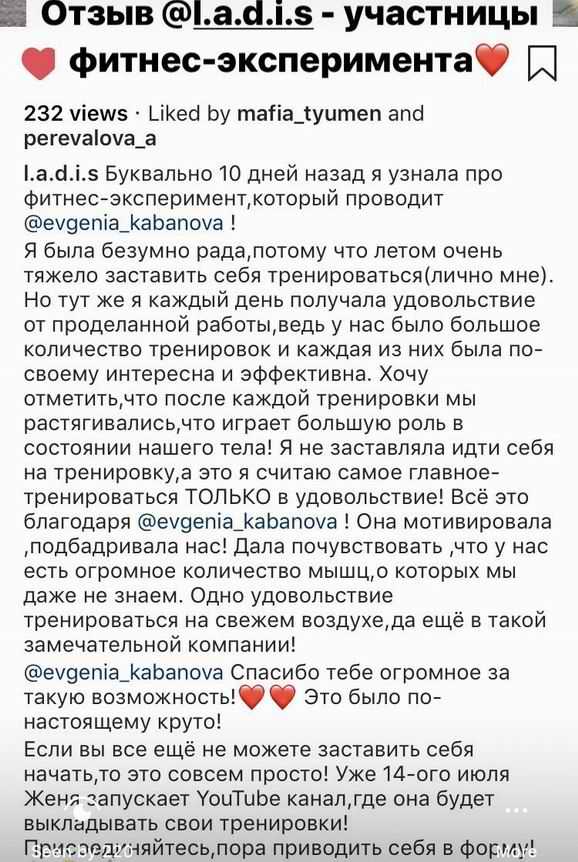 Отзыв @l.a.d.i.s - участницы
фитнес-эксперимента❤️
232 views · Liked by mafia_tyumen and
perevalova_a
l.a.d.i.s Буквально 10 дней назад я узнала про
фитнес-эксперимент,который проводит
@evgenia_kabanova !
Я была безумно рада,потому что летом очень
тяжело заставить себя тренироваться(лично мне).
Но тут же я каждый день получала удовольствие
от проделанной работы,ведь у нас было большое
количество тренировок и каждая из них была по-
своему интересна и эффективна. Хочу
отметить,что после каждой тренировки мы
растягивались,что играет большую роль в
состоянии нашего тела! Я не заставляла идти себя
на тренировку,а это я считаю самое главное-
тренироваться ТОЛЬКО в удовольствие! Всё это
благодаря @evgenia_kabanova ! Она мотивировала
,подбадривала нас! Дала почувствовать ,что у нас
есть огромное количество мышц,о которых мы
даже не знаем. Одно удовольствие
тренироваться на свежем воздухе,да ещё в такой
замечательной компании!
@evgenia_kabanova Спасибо тебе огромное за
такую возможность!❤️❤️ Это было по-
настоящему круто!
Если вы все ещё не можете заставить себя
начать,то это совсем просто! Уже 14-ого июля
Женя запускает YouTube канал,где она будет
выкладывать свои тренировки!
Присоединяйтесь,пора приводить себя в форму!
Seen by 220
More